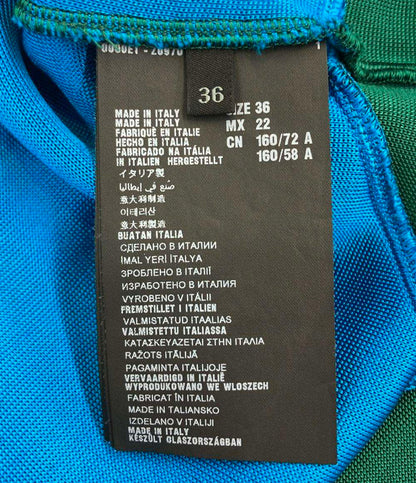 1
36
MADE IN ITALY SIZE 36
MADE IN ITALY MX 22
FABRIQUÉ EN ITALIE CN 160/72 A
HECHO EN ITALIA 160/58 A
FABRICADO NA ITÁLIA
IN ITALIEN HERGESTELLT
イタリア製
صنع في إيطاليا
意大利制造
이태리산
意大利製造
BUATAN ITALIA
СДЕЛАНО В ИТАЛИИ
İMAL YERİ İTALYA
ЗРОБЛЕНО В ІТАЛІЇ
ИЗРАБОТЕНО В ИТАЛИЯ
VYROBENO V ITÁLII
FREMSTILLET I ITALIEN
VALMISTATUD ITAALIAS
VALMISTETTU ITALIASSA
ΚΑΤΑΣΚΕΥΑΖΕΤΑΙ ΣΤΗΝ ΙΤΑΛΙΑ
RAŽOTS ITĀLIJĀ
PAGAMINTA ITALIJOJE
VERVAARDIGD IN ITALIË
WYPRODUKOWANO WE WŁOSZECH
FABRICAT ÎN ITALIA
MADE IN TALIANSKO
IZDELANO V ITALIJI
MADE IN ITALY
KÉSZÜLT OLASZORSZÁGBAN